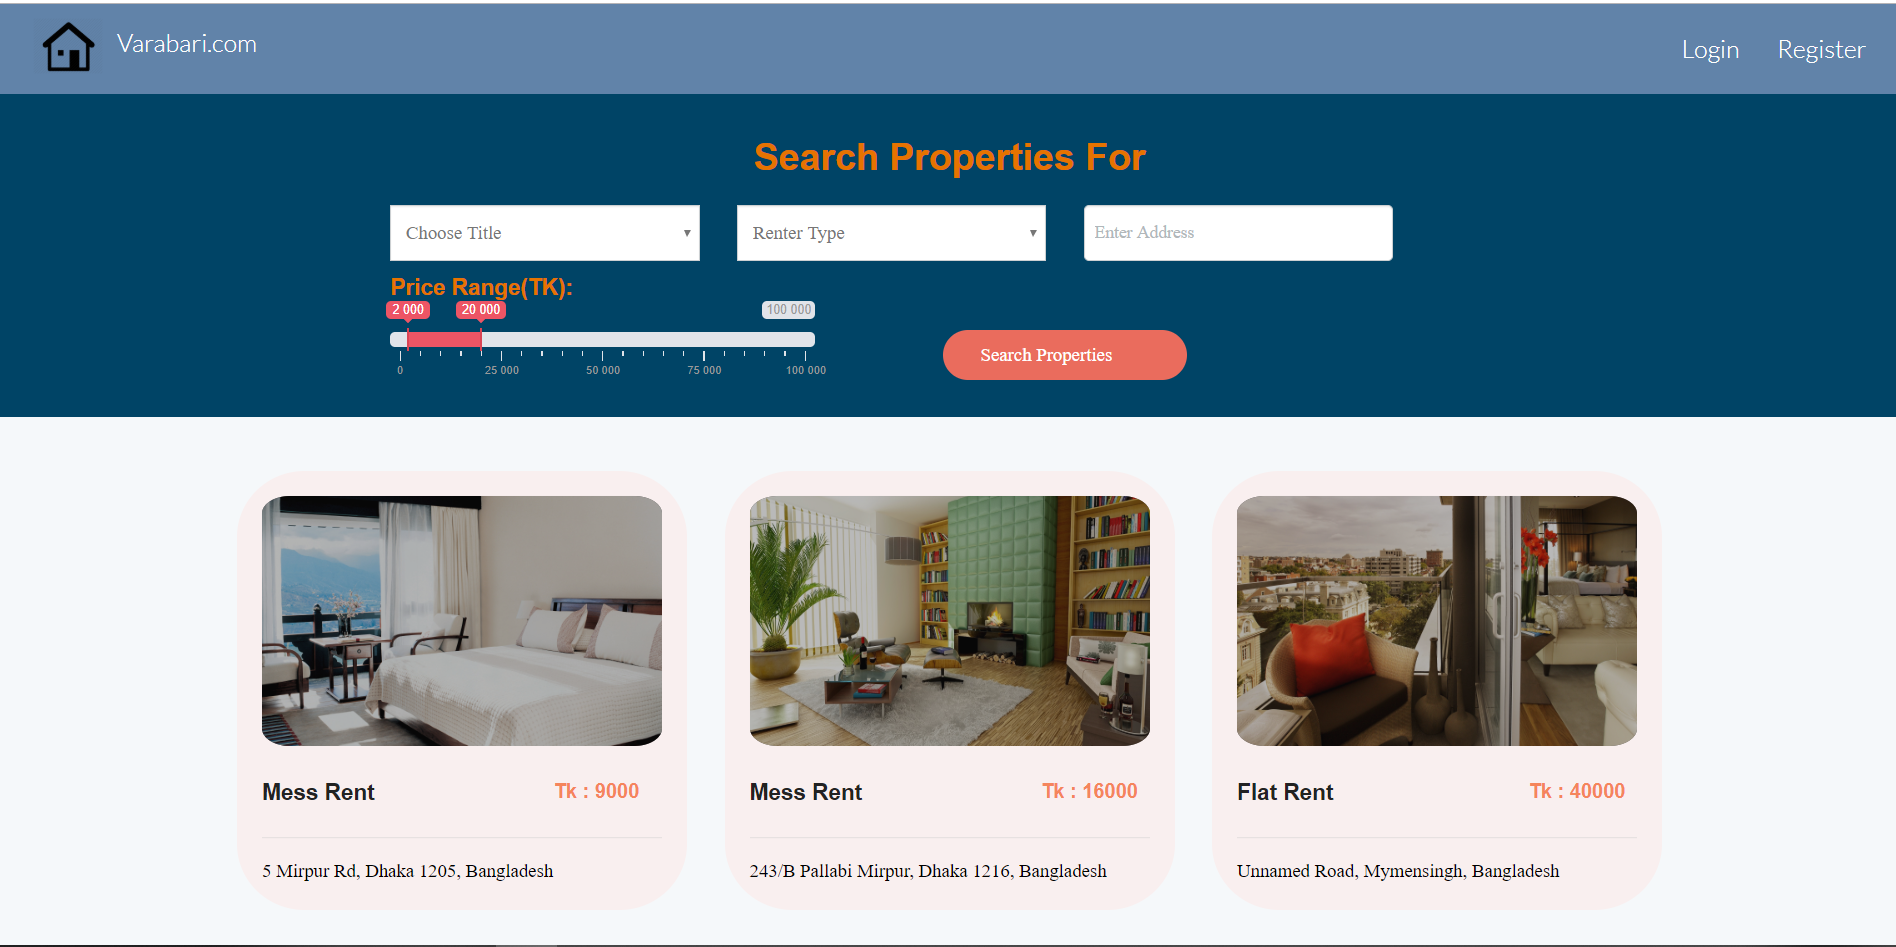 Varabari.com
Login Register
Search Properties For
Choose Title
Renter Type
Enter Address
Price Range(TK):
2 000 20 000 100 000
0 25 000 50 000 75 000 100 000
Search Properties
Mess Rent Tk : 9000
5 Mirpur Rd, Dhaka 1205, Bangladesh
Mess Rent Tk : 16000
243/B Pallabi Mirpur, Dhaka 1216, Bangladesh
Flat Rent Tk : 40000
Unnamed Road, Mymensingh, Bangladesh